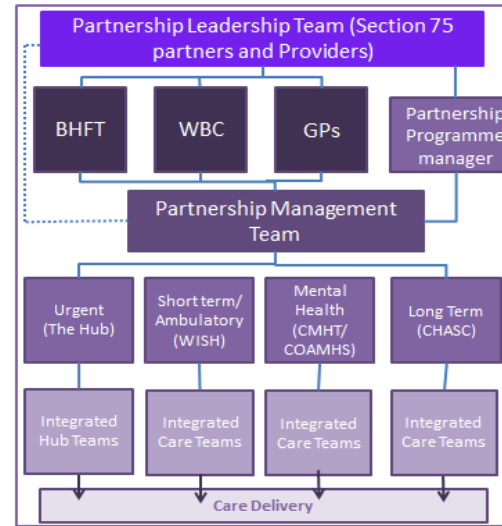 Partnership Leadership Team (Section 75
partners and Providers)
BHFT
WBC
GPs
Partnership
Programme
manager
Partnership Management
Team
Urgent
(The Hub)
Short term/
Ambulatory
(WISH)
Mental
Health
(CMHT/
COAMHS)
Long Term
(CHASC)
Integrated
Hub Teams
Integrated
Care Teams
Integrated
Care Teams
Integrated
Care Teams
Care Delivery